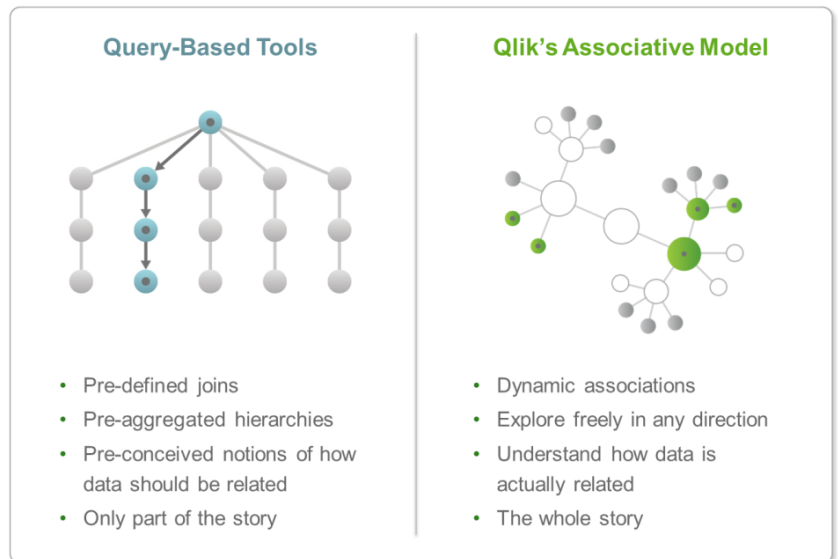 Query-Based Tools
• Pre-defined joins
• Pre-aggregated hierarchies
• Pre-conceived notions of how
data should be related
• Only part of the story
Qlik's Associative Model
• Dynamic associations
• Explore freely in any direction
• Understand how data is
actually related
• The whole story